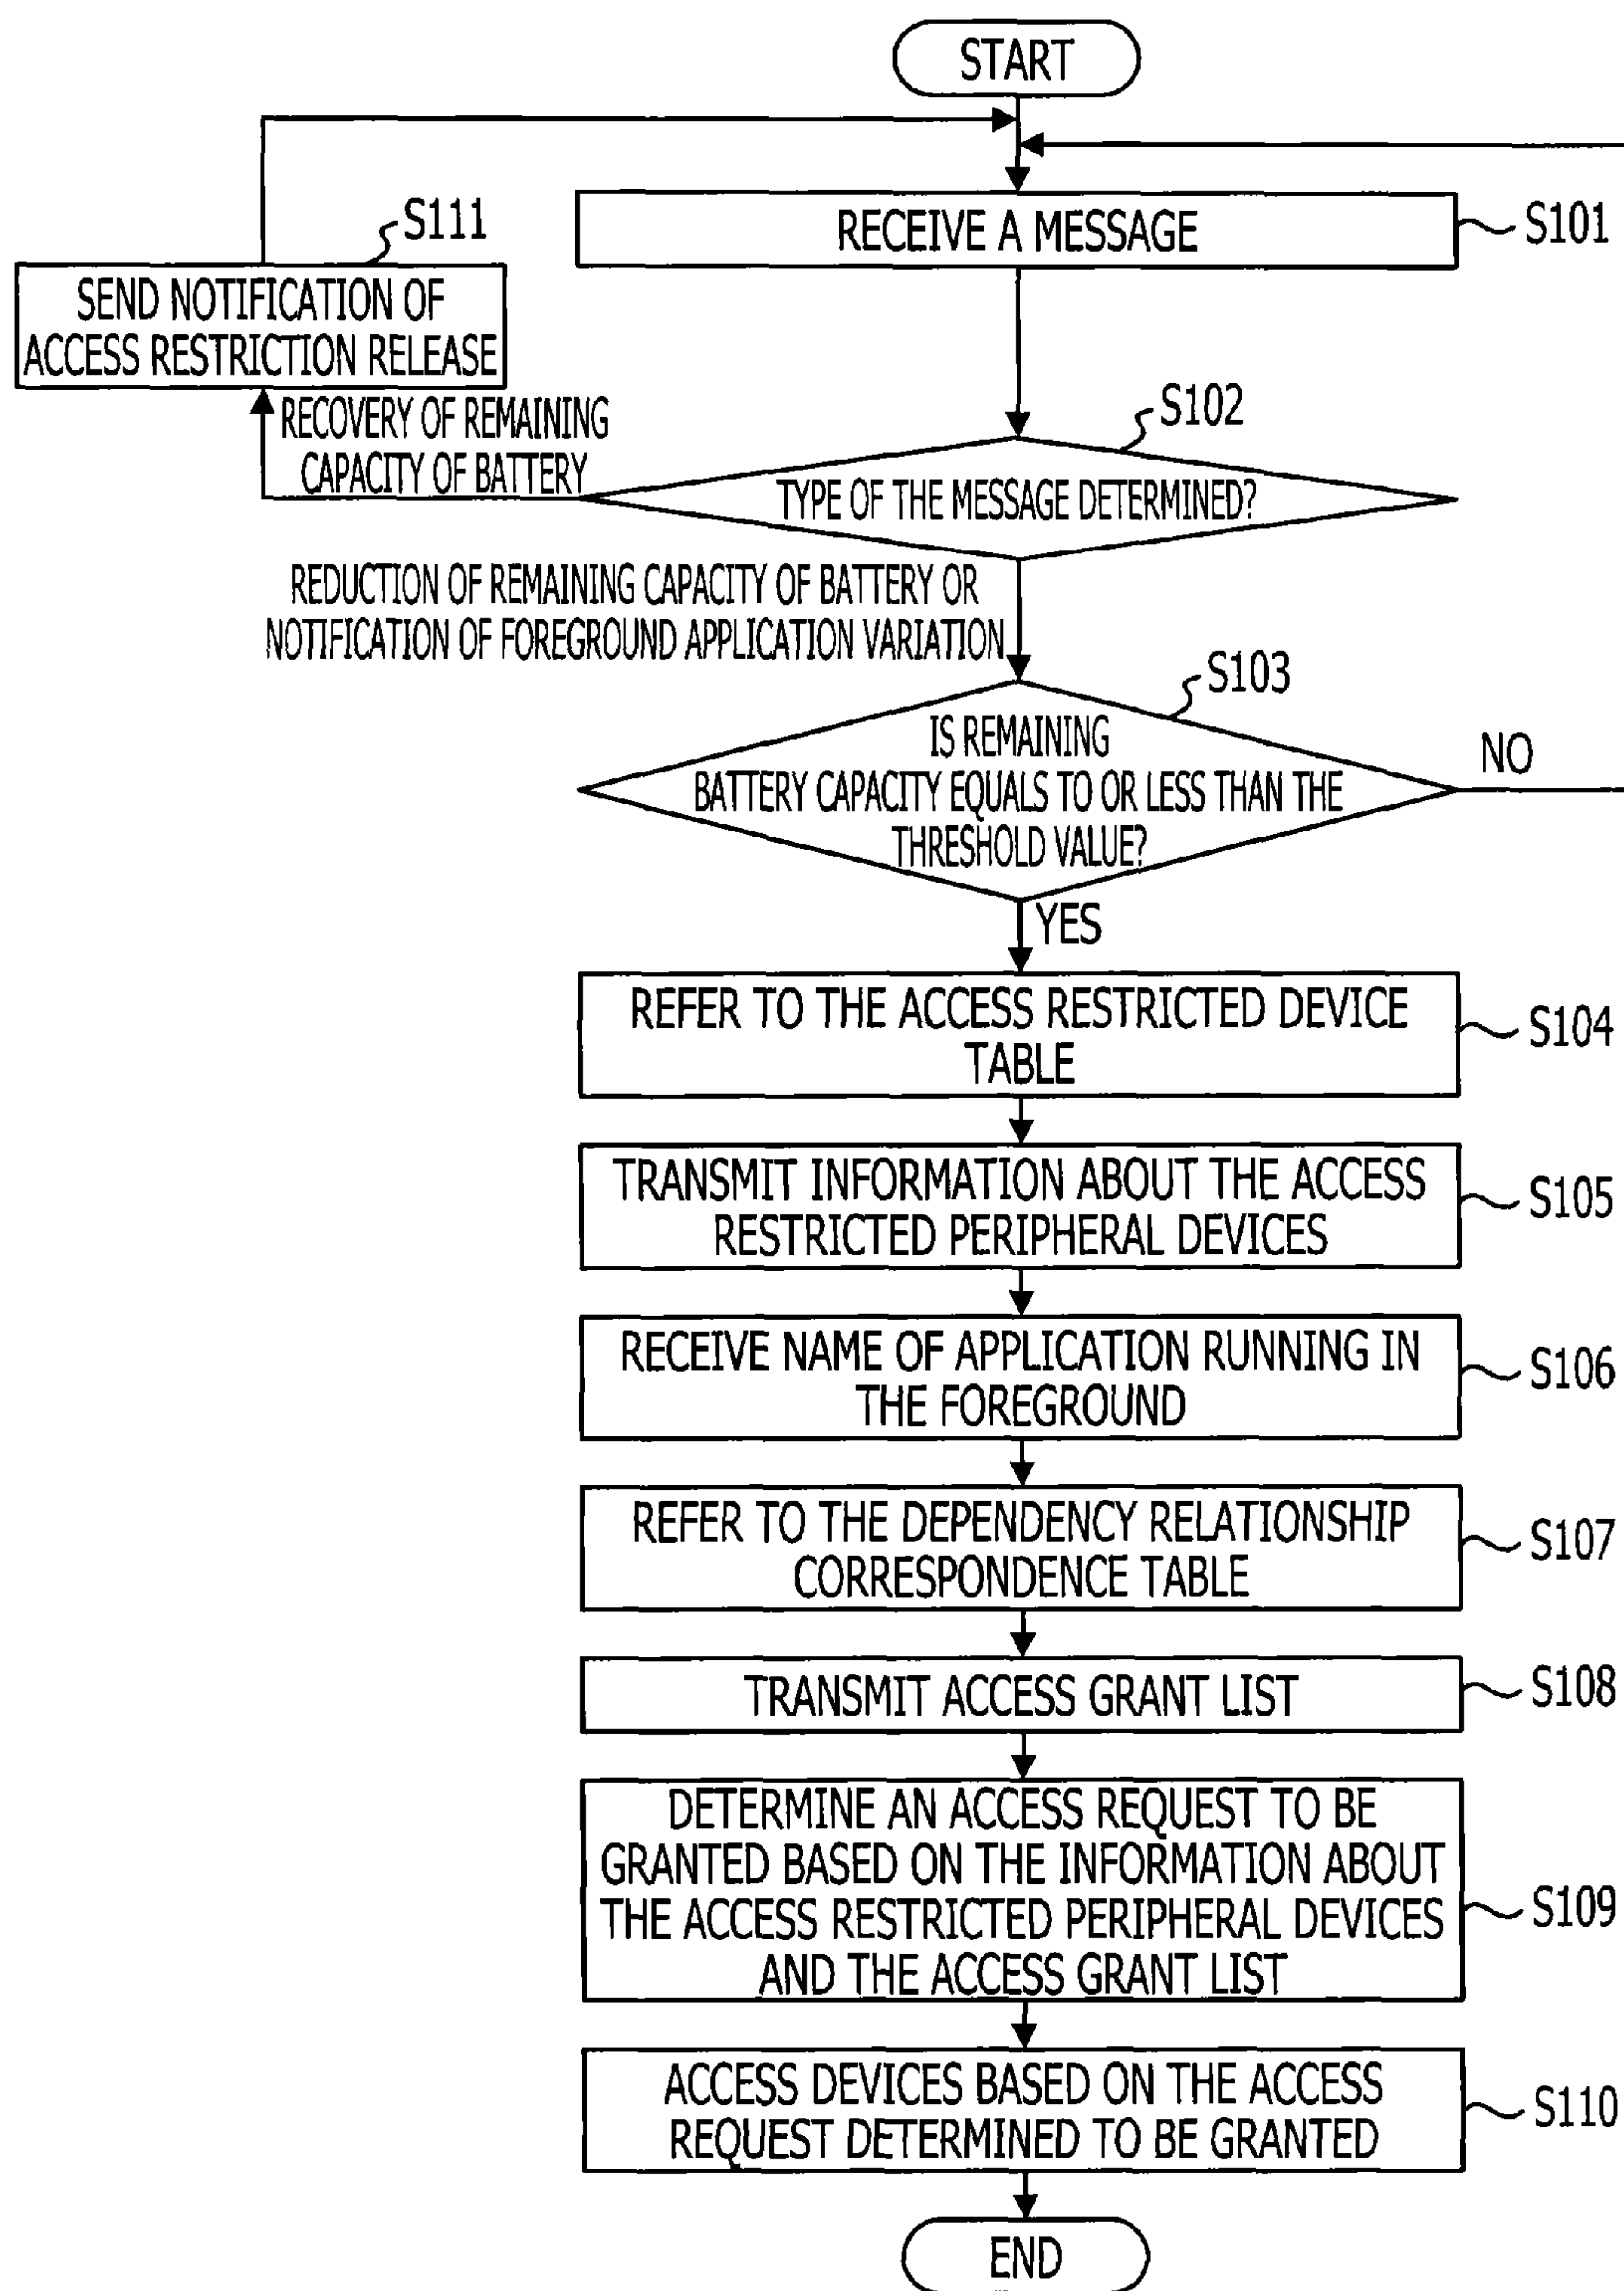 START
RECEIVE A MESSAGE
S101
S111
SEND NOTIFICATION OF
ACCESS RESTRICTION RELEASE
RECOVERY OF REMAINING
CAPACITY OF BATTERY
S102
TYPE OF THE MESSAGE DETERMINED?
REDUCTION OF REMAINING CAPACITY OF BATTERY OR
NOTIFICATION OF FOREGROUND APPLICATION VARIATION
S103
IS REMAINING
BATTERY CAPACITY EQUALS TO OR LESS THAN THE
THRESHOLD VALUE?
NO
YES
REFER TO THE ACCESS RESTRICTED DEVICE
TABLE
S104
TRANSMIT INFORMATION ABOUT THE ACCESS
RESTRICTED PERIPHERAL DEVICES
S105
RECEIVE NAME OF APPLICATION RUNNING IN
THE FOREGROUND
S106
REFER TO THE DEPENDENCY RELATIONSHIP
CORRESPONDENCE TABLE
S107
TRANSMIT ACCESS GRANT LIST
S108
DETERMINE AN ACCESS REQUEST TO BE
GRANTED BASED ON THE INFORMATION ABOUT
THE ACCESS RESTRICTED PERIPHERAL DEVICES
AND THE ACCESS GRANT LIST
S109
ACCESS DEVICES BASED ON THE ACCESS
REQUEST DETERMINED TO BE GRANTED
S110
END